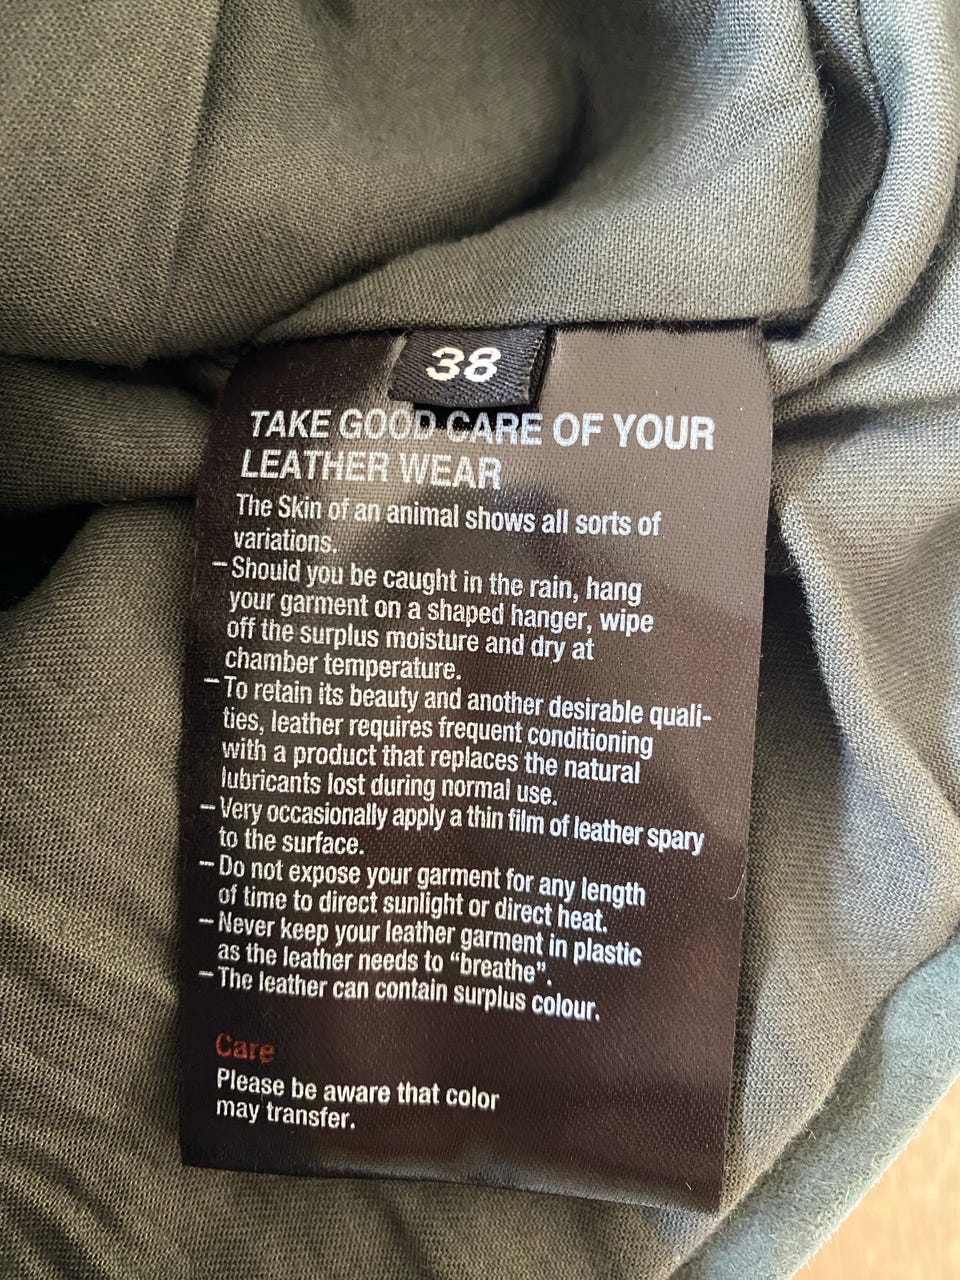 38
TAKE GOOD CARE OF YOUR
LEATHER WEAR
The Skin of an animal shows all sorts of
variations.
– Should you be caught in the rain, hang
your garment on a shaped hanger, wipe
off the surplus moisture and dry at
chamber temperature.
– To retain its beauty and another desirable quali-
ties, leather requires frequent conditioning
with a product that replaces the natural
lubricants lost during normal use.
– Very occasionally apply a thin film of leather spary
to the surface.
– Do not expose your garment for any length
of time to direct sunlight or direct heat.
– Never keep your leather garment in plastic
as the leather needs to “breathe”.
– The leather can contain surplus colour.
Care
Please be aware that color
may transfer.